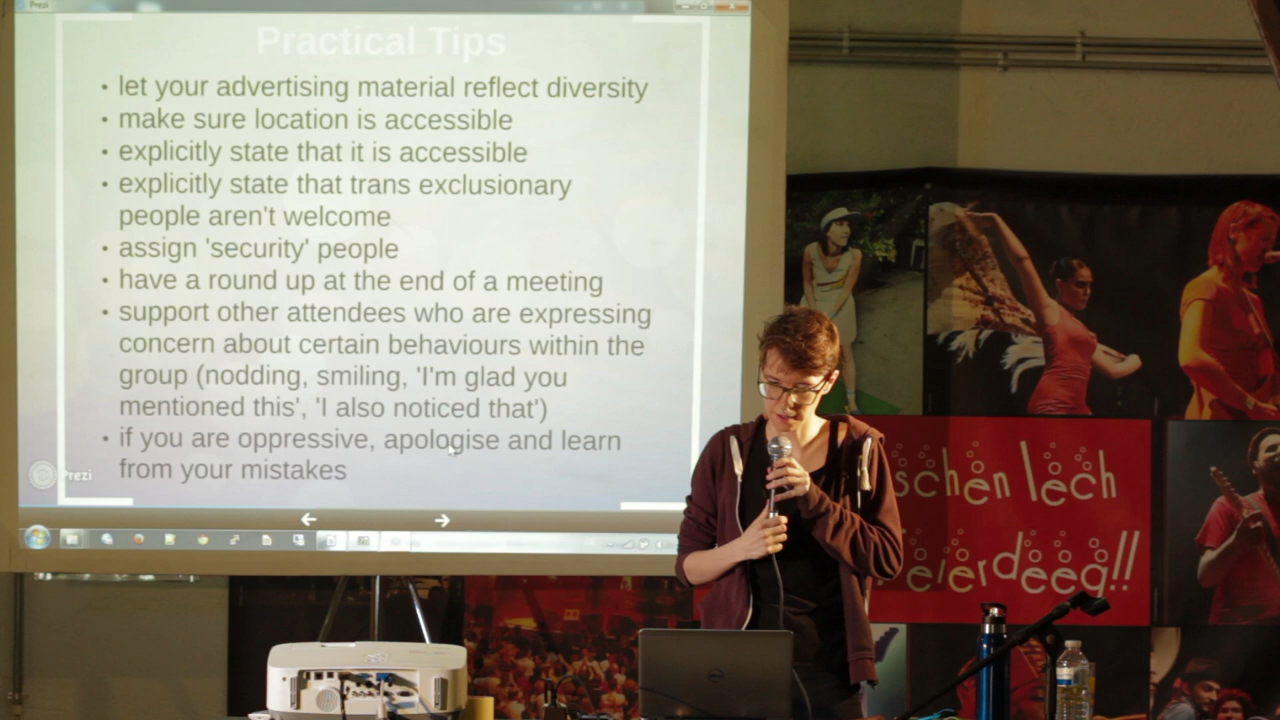 Prezi
Practical Tips
• let your advertising material reflect diversity
• make sure location is accessible
• explicitly state that it is accessible
• explicitly state that trans exclusionary
people aren't welcome
• assign 'security' people
• have a round up at the end of a meeting
• support other attendees who are expressing
concern about certain behaviours within the
group (nodding, smiling, 'I'm glad you
mentioned this', 'I also noticed that')
• if you are oppressive, apologise and learn
from your mistakes
Prezi
schen lech
eierdeeg!!
DELL